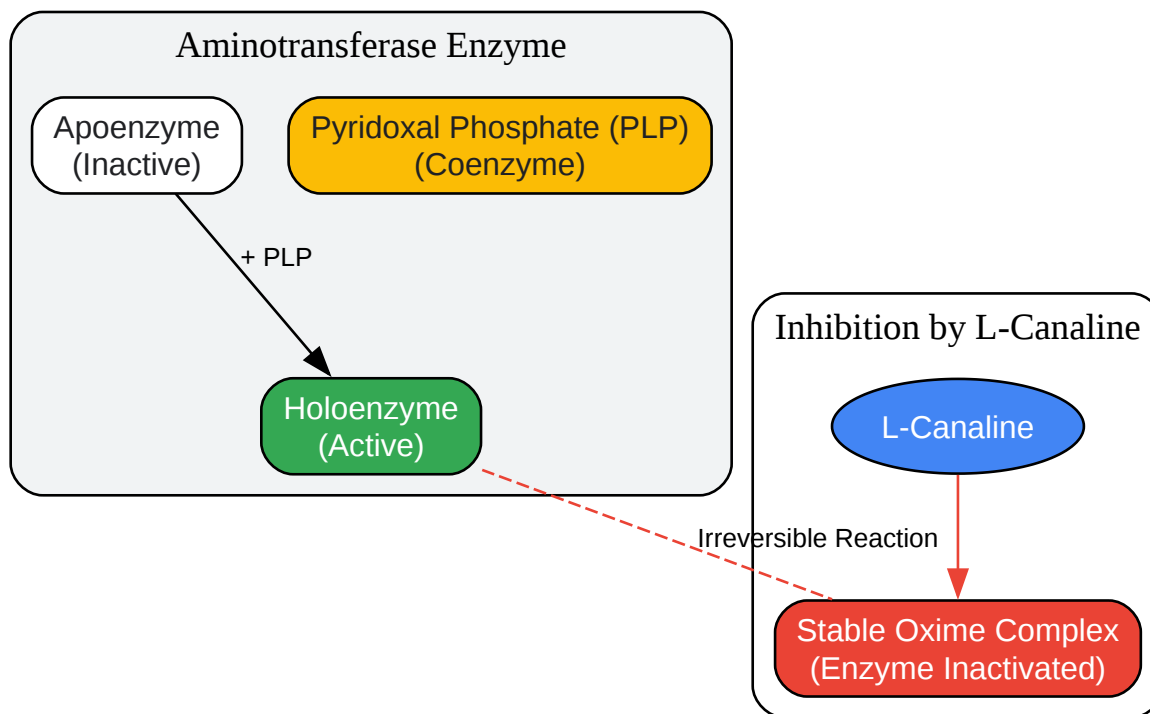 Aminotransferase Enzyme
Apoenzyme
(Inactive)
Pyridoxal Phosphate (PLP)
(Coenzyme)
+ PLP
Holoenzyme
(Active)
Inhibition by L-Canaline
L-Canaline
Irreversible Reaction
Stable Oxime Complex
(Enzyme Inactivated)